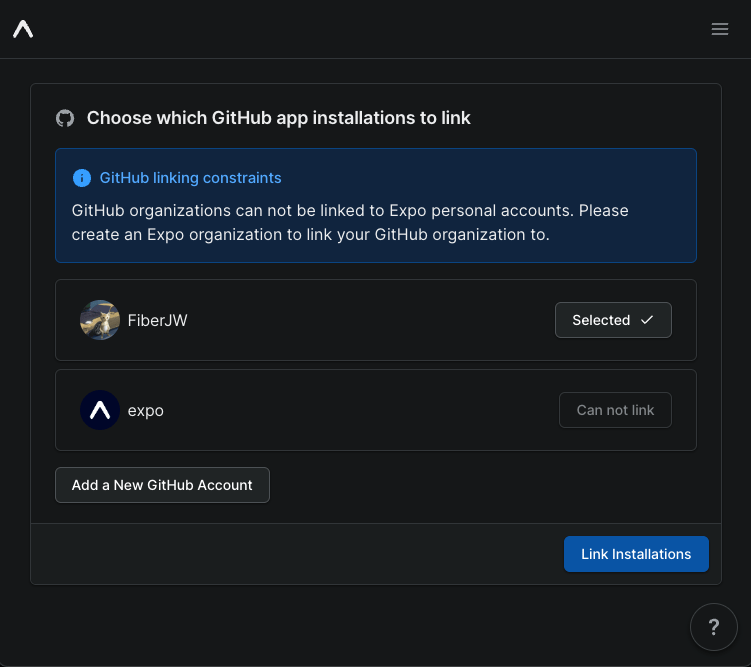 Choose which GitHub app installations to link
GitHub linking constraints
GitHub organizations can not be linked to Expo personal accounts. Please
create an Expo organization to link your GitHub organization to.
FiberJW
Selected
expo
Can not link
Add a New GitHub Account
Link Installations
?